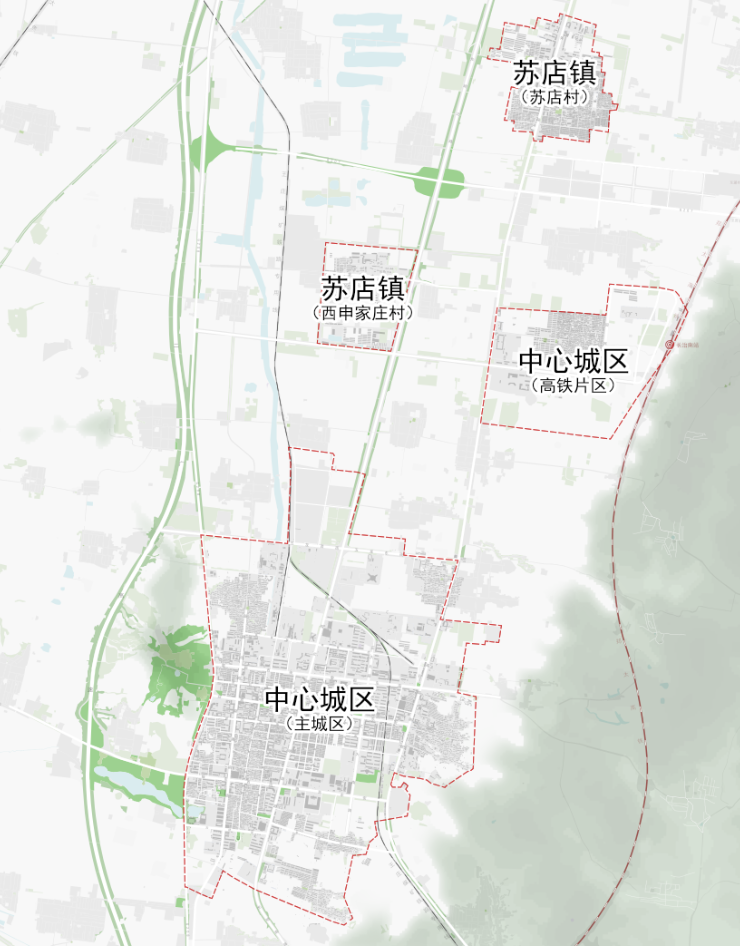 苏店镇
（苏店村）
苏店镇
（西申家庄村）
中心城区
（高铁片区）
中心城区
（主城区）